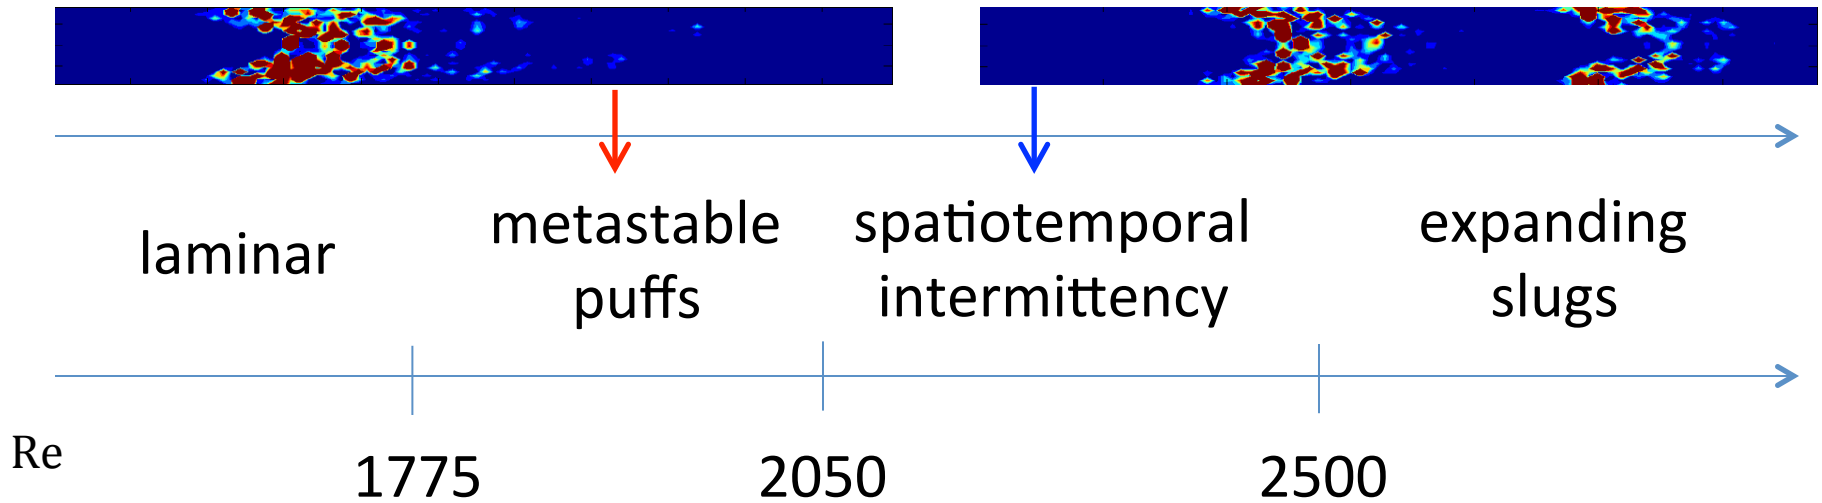 laminar
metastable
puffs
spatiotemporal
intermittency
expanding
slugs
Re
1775
2050
2500